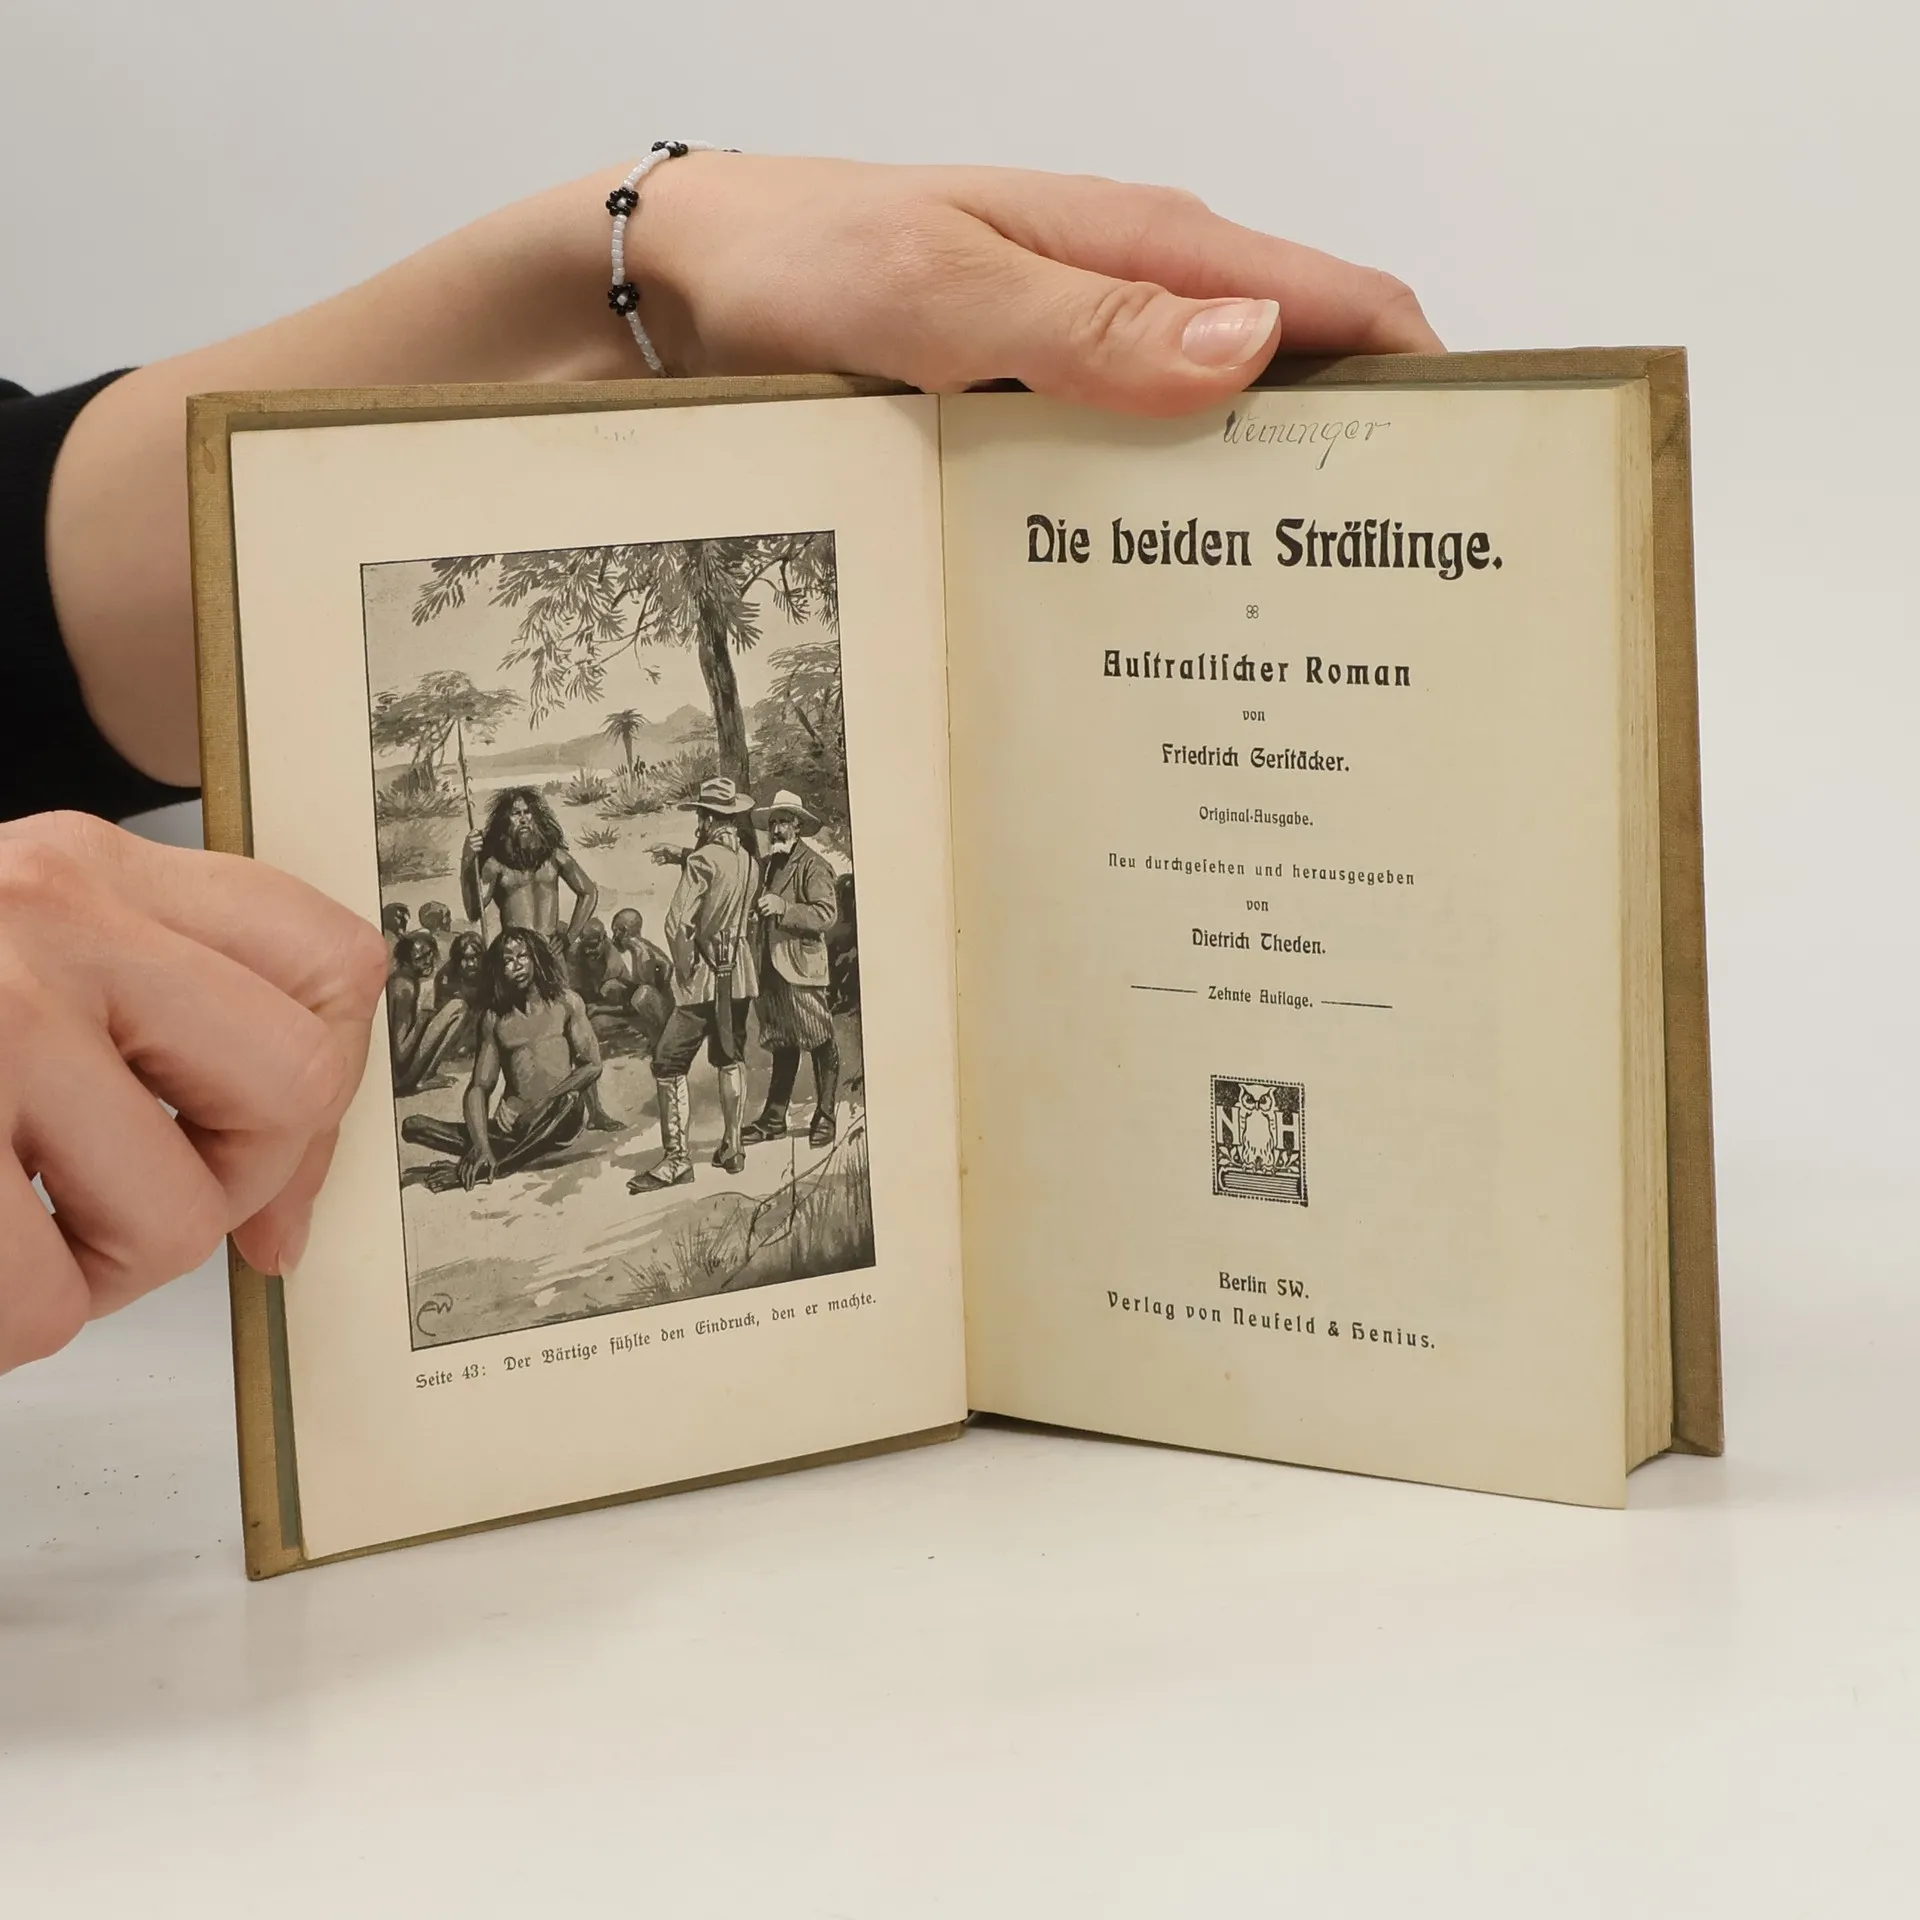 Seite 43: Der Bärtige fühlte den Eindruck, den er machte.
Weininger
Die beiden Sträflinge.
Auſtraliſcher Roman
von
Friedrich Gerſtäcker.
Original-Ausgabe.
Neu durchgeſehen und herausgegeben
von
Dietrich Theden.
Zehnte Auflage.
N H
Berlin SW.
Verlag von Neufeld & Henius.